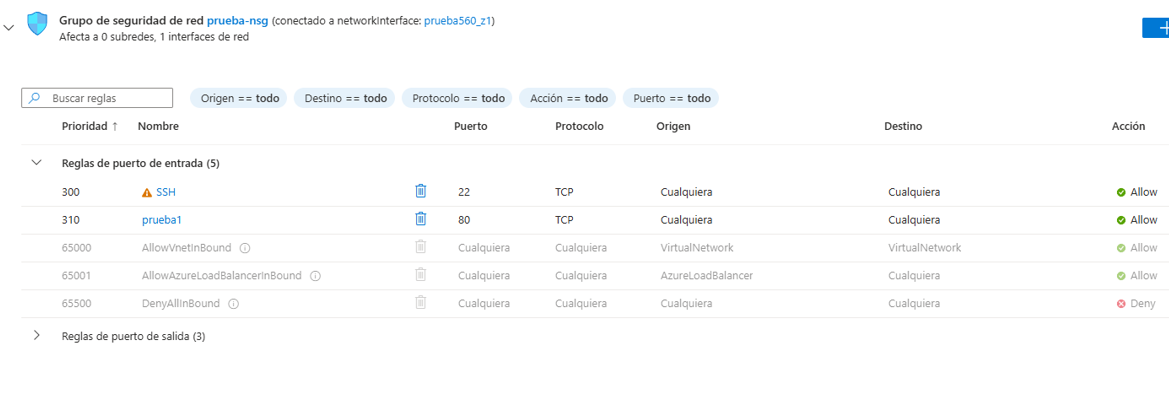 Grupo de seguridad de red prueba-nsg (conectado a networkInterface: prueba560_z1)
Afecta a 0 subredes, 1 interfaces de red
Buscar reglas Origen == todo Destino == todo Protocolo == todo Acción == todo Puerto == todo
Prioridad ↑ Nombre Puerto Protocolo Origen Destino Acción
Reglas de puerto de entrada (5)
300 SSH 22 TCP Cualquiera Cualquiera Allow
310 prueba1 80 TCP Cualquiera Cualquiera Allow
65000 AllowVnetInBound Cualquiera Cualquiera VirtualNetwork VirtualNetwork Allow
65001 AllowAzureLoadBalancerInBound Cualquiera Cualquiera AzureLoadBalancer Cualquiera Allow
65500 DenyAllInBound Cualquiera Cualquiera Cualquiera Cualquiera Deny
Reglas de puerto de salida (3)